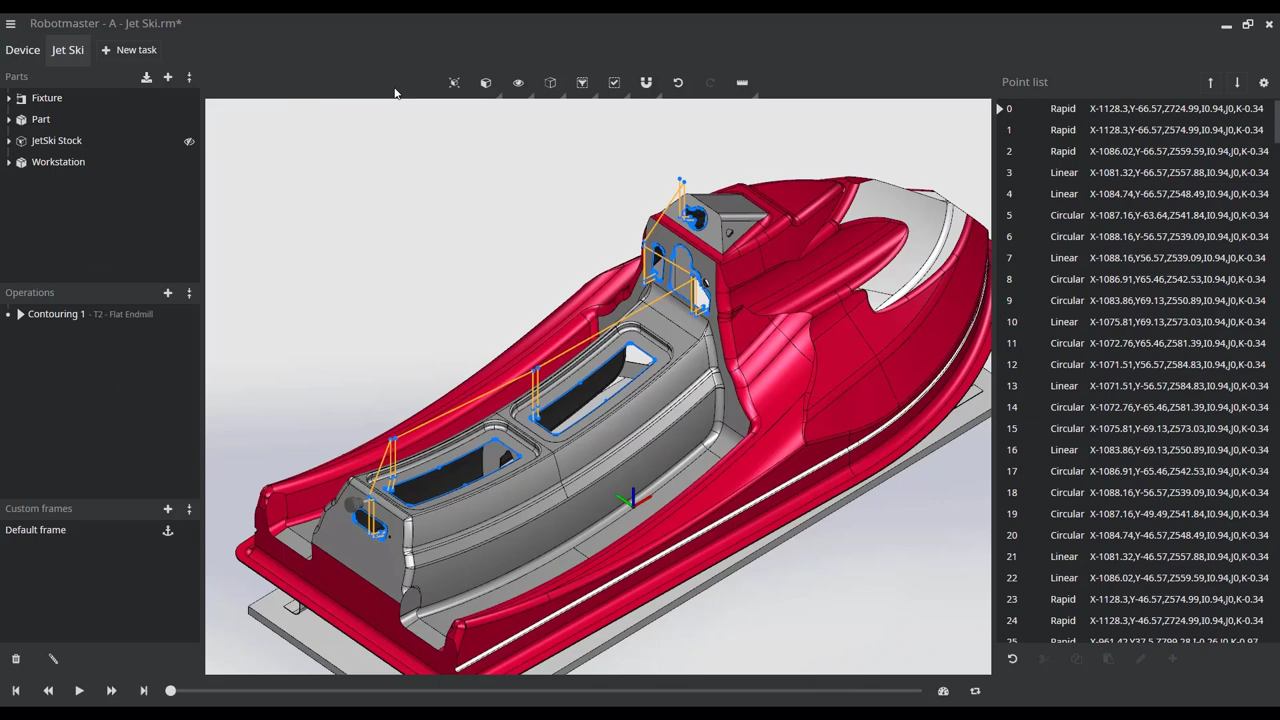 Robotmaster - A - Jet Ski.rm*
Device Jet Ski + New task
Parts
Fixture
Part
JetSki Stock
Workstation
Operations
Contouring 1 - T2 - Flat Endmill
Custom frames
Default frame
Point list
0 Rapid X-1128.3,Y-66.57,Z724.99,I0.94,J0,K-0.34
1 Rapid X-1128.3,Y-66.57,Z574.99,I0.94,J0,K-0.34
2 Rapid X-1086.02,Y-66.57,Z559.59,I0.94,J0,K-0.34
3 Linear X-1081.32,Y-66.57,Z557.88,I0.94,J0,K-0.34
4 Linear X-1084.74,Y-66.57,Z548.49,I0.94,J0,K-0.34
5 Circular X-1087.16,Y-63.64,Z541.84,I0.94,J0,K-0.34
6 Circular X-1088.16,Y-56.57,Z539.09,I0.94,J0,K-0.34
7 Linear X-1088.16,Y56.57,Z539.09,I0.94,J0,K-0.34
8 Circular X-1086.91,Y65.46,Z542.53,I0.94,J0,K-0.34
9 Circular X-1083.86,Y69.13,Z550.89,I0.94,J0,K-0.34
10 Linear X-1075.81,Y69.13,Z573.03,I0.94,J0,K-0.34
11 Circular X-1072.76,Y65.46,Z581.39,I0.94,J0,K-0.34
12 Circular X-1071.51,Y56.57,Z584.83,I0.94,J0,K-0.34
13 Linear X-1071.51,Y-56.57,Z584.83,I0.94,J0,K-0.34
14 Circular X-1072.76,Y-65.46,Z581.39,I0.94,J0,K-0.34
15 Circular X-1075.81,Y-69.13,Z573.03,I0.94,J0,K-0.34
16 Linear X-1083.86,Y-69.13,Z550.89,I0.94,J0,K-0.34
17 Circular X-1086.91,Y-65.46,Z542.53,I0.94,J0,K-0.34
18 Circular X-1088.16,Y-56.57,Z539.09,I0.94,J0,K-0.34
19 Circular X-1087.16,Y-49.49,Z541.84,I0.94,J0,K-0.34
20 Circular X-1084.74,Y-46.57,Z548.49,I0.94,J0,K-0.34
21 Linear X-1081.32,Y-46.57,Z557.88,I0.94,J0,K-0.34
22 Linear X-1086.02,Y-46.57,Z559.59,I0.94,J0,K-0.34
23 Rapid X-1128.3,Y-46.57,Z574.99,I0.94,J0,K-0.34
24 Rapid X-1128.3,Y-46.57,Z724.99,I0.94,J0,K-0.34
25 Rapid X-961.42,Y37.5,Z799.28,I-0.26,J0,K-0.97